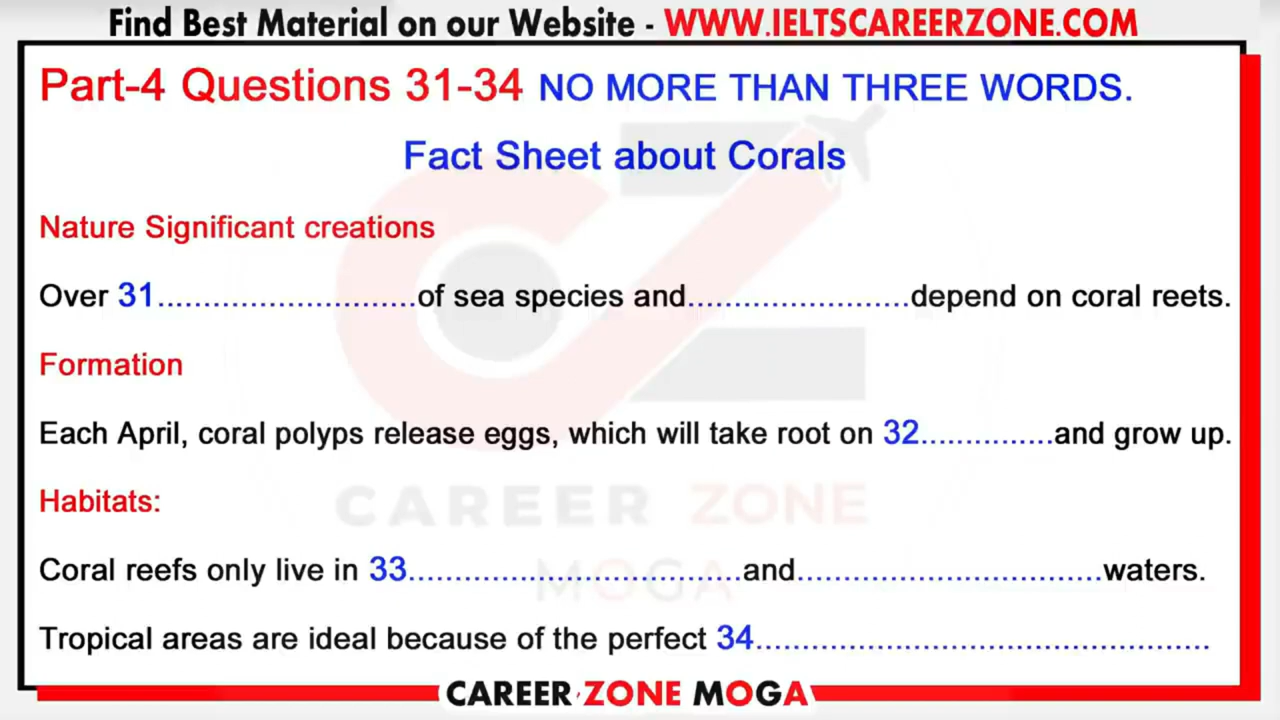 Find Best Material on our Website - WWW.IELTSCAREERZONE.COM
Part-4 Questions 31-34 NO MORE THAN THREE WORDS.
Fact Sheet about Corals
Nature Significant creations
Over 31............................of sea species and........................depend on coral reets.
Formation
Each April, coral polyps release eggs, which will take root on 32...............and grow up.
Habitats:
CAREER ZONE
Coral reefs only live in 33....................................and.................................waters.
MOGA
Tropical areas are ideal because of the perfect 34.................................................
CAREER ZONE MOGA